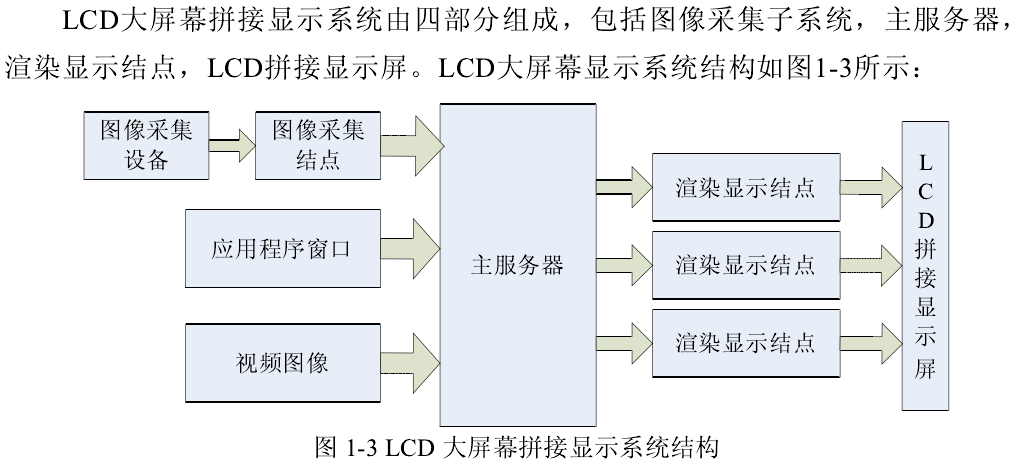 LCD大屏幕拼接显示系统由四部分组成，包括图像采集子系统，主服务器，
渲染显示结点，LCD拼接显示屏。LCD大屏幕显示系统结构如图1-3所示：
图像采集
设备
图像采集
结点
应用程序窗口
视频图像
主服务器
渲染显示结点
渲染显示结点
渲染显示结点
L
C
D
拼
接
显
示
屏
图 1-3 LCD 大屏幕拼接显示系统结构